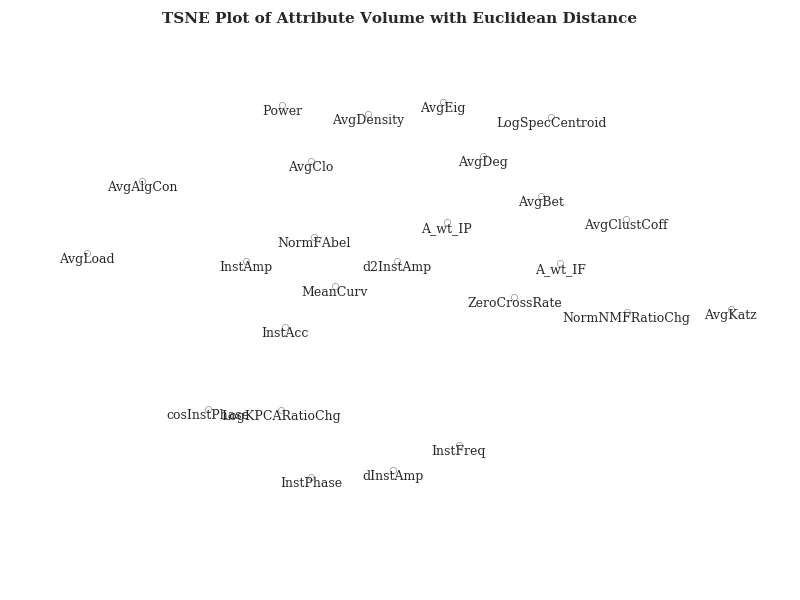 TSNE Plot of Attribute Volume with Euclidean Distance
AvgEig
Power
AvgDensity
LogSpecCentroid
AvgDeg
AvgClo
AvgAlgCon
AvgBet
AvgClustCoff
A_wt_IP
NormFAbel
AvgLoad
InstAmp
d2InstAmp
A_wt_IF
MeanCurv
ZeroCrossRate
AvgKatz
NormNMFRatioChg
InstAcc
cosInstPhase
LogKPCARatioChg
InstFreq
dInstAmp
InstPhase